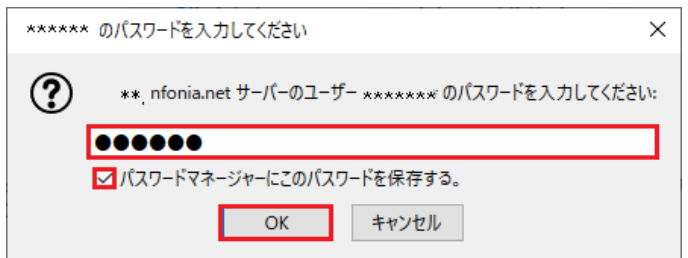 ****** のパスワードを入力してください
**. nfonia.net サーバーのユーザー ******* のパスワードを入力してください:
●●●●●●
パスワードマネージャーにこのパスワードを保存する。
OK キャンセル